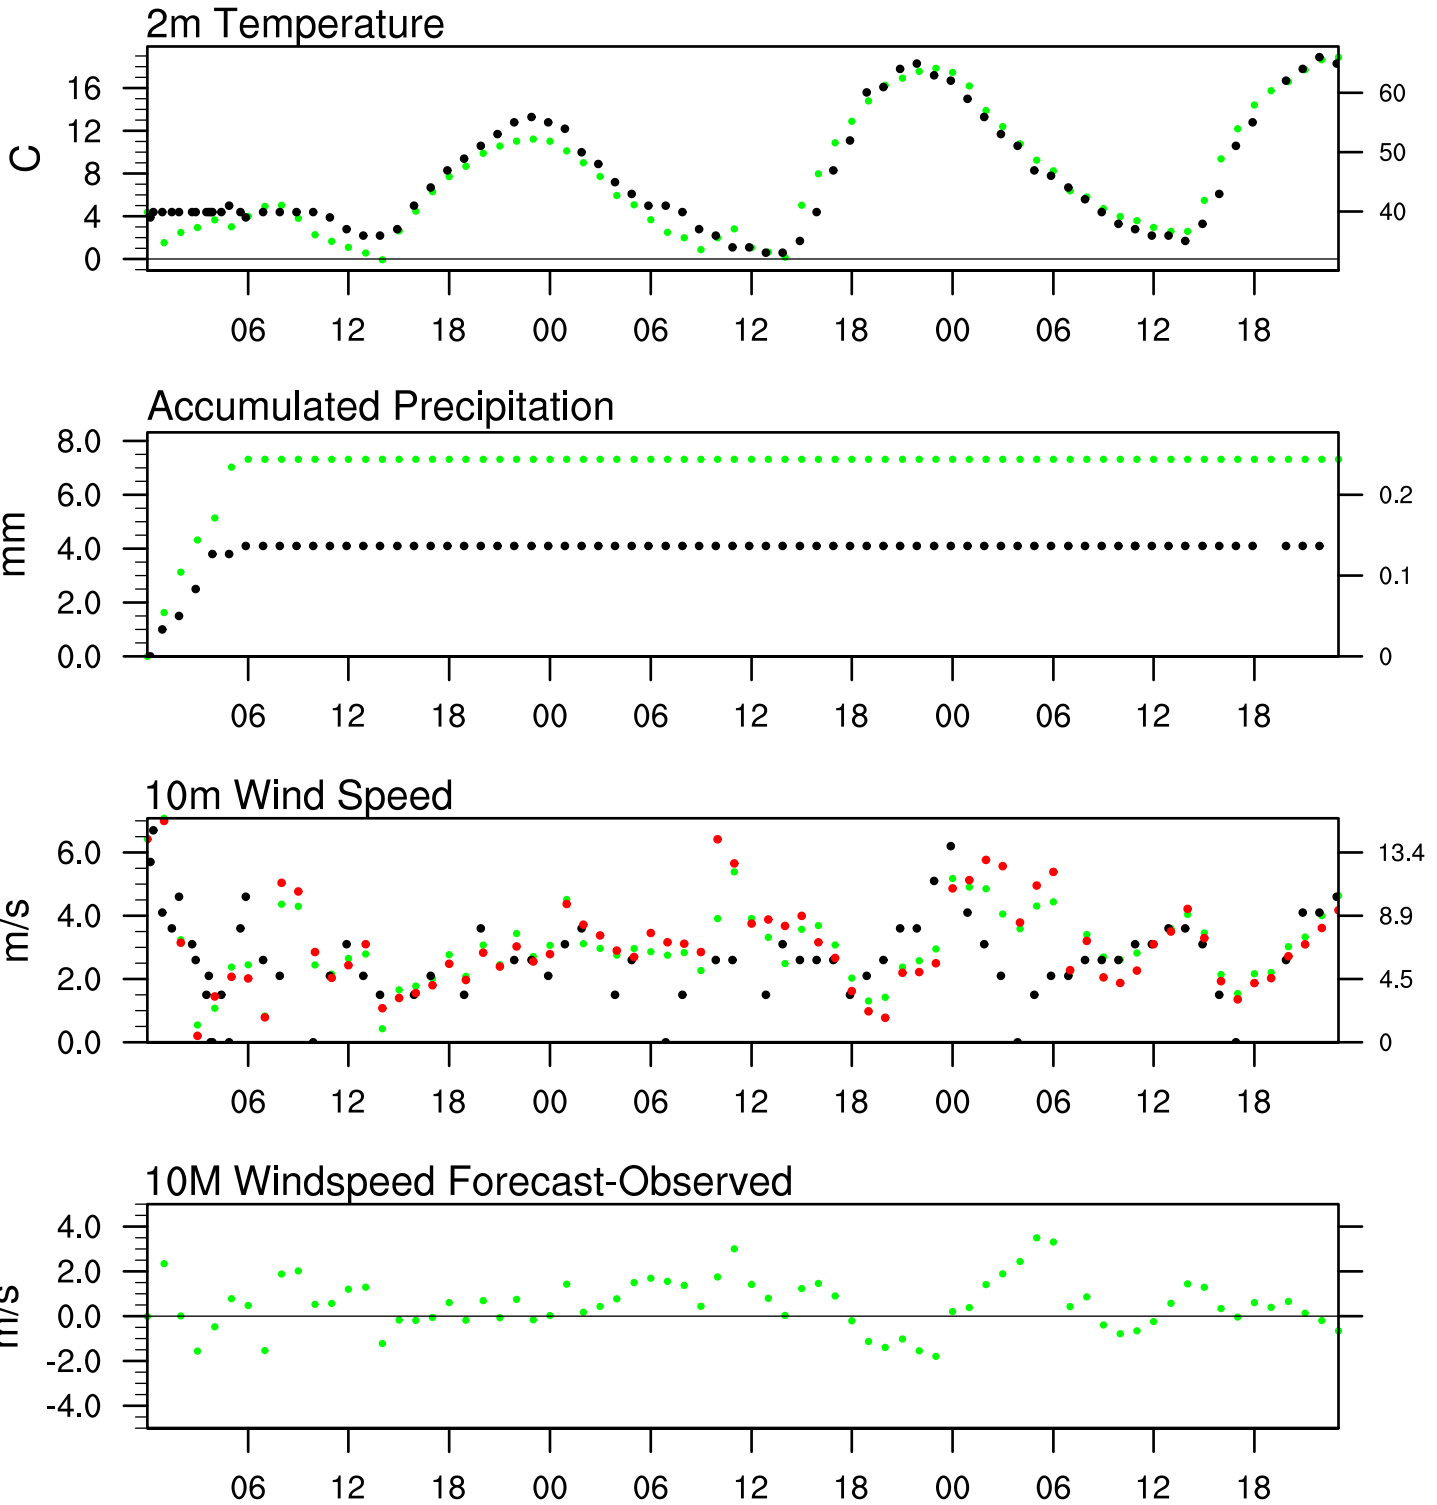 2m Temperature
16
12
8
4
0
C
60
50
40
06 12 18 00 06 12 18 00 06 12 18
Accumulated Precipitation
8.0
6.0
4.0
2.0
0.0
mm
0.2
0.1
0
06 12 18 00 06 12 18 00 06 12 18
10m Wind Speed
6.0
4.0
2.0
0.0
m/s
13.4
8.9
4.5
0
06 12 18 00 06 12 18 00 06 12 18
10M Windspeed Forecast-Observed
4.0
2.0
0.0
-2.0
-4.0
m/s
06 12 18 00 06 12 18 00 06 12 18